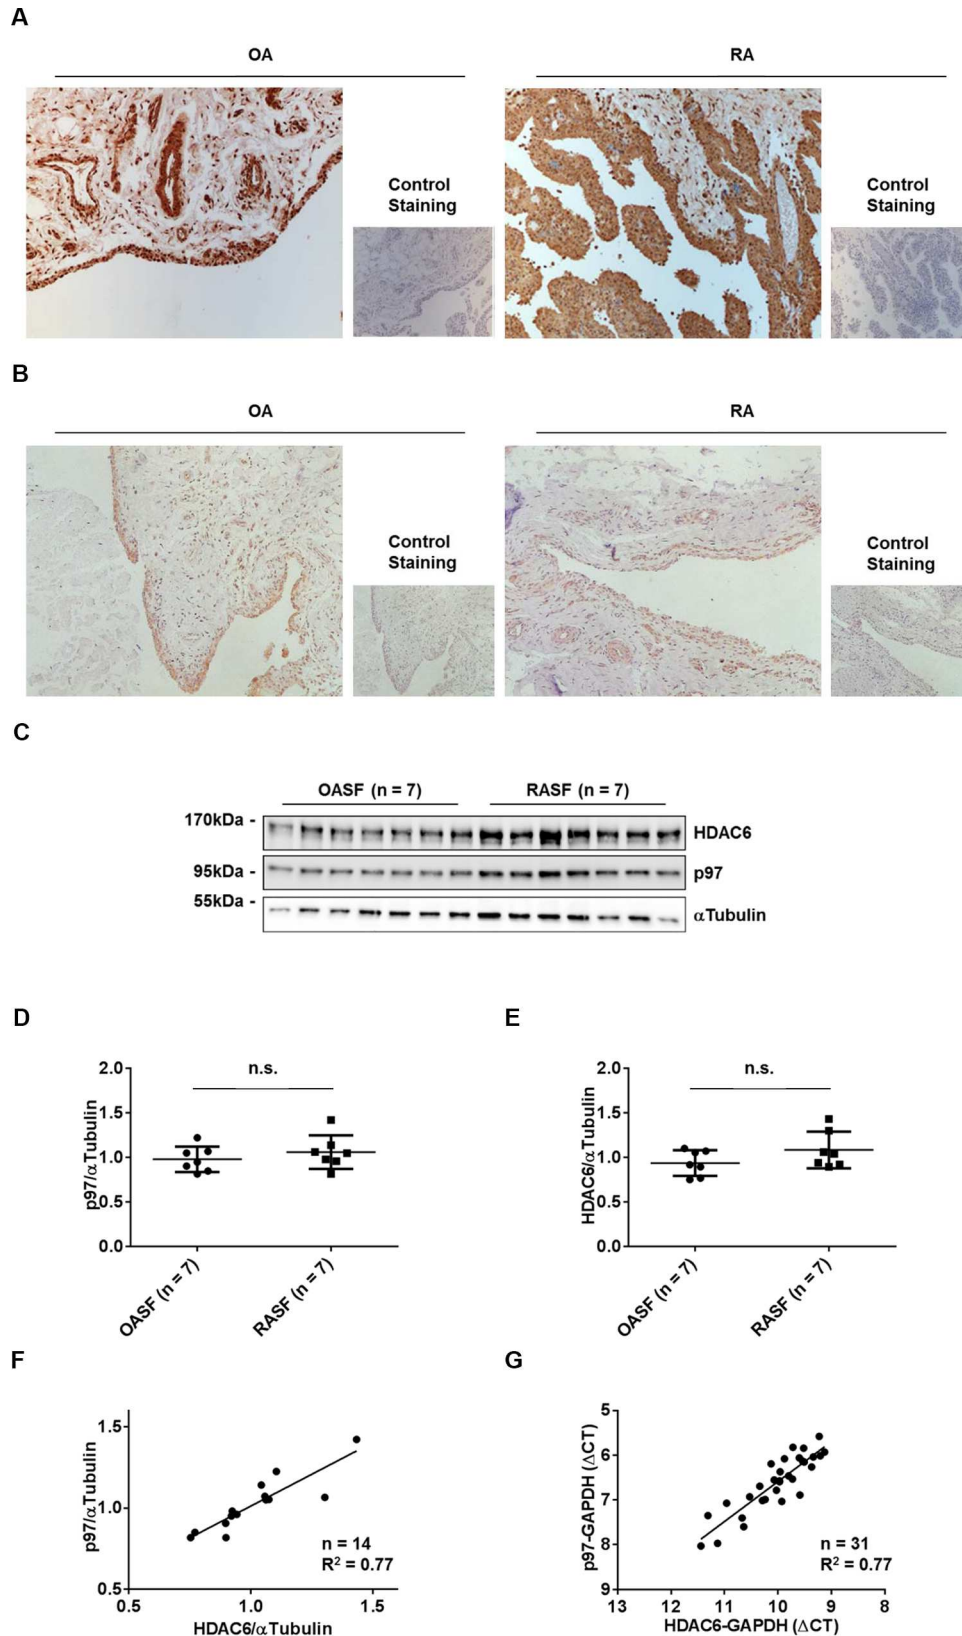 A
OA
RA
Control
Staining
Control
Staining
B
OA
RA
Control
Staining
Control
Staining
C
OASF (n = 7)
RASF (n = 7)
170kDa -
HDAC6
95kDa -
p97
55kDa -
αTubulin
D
p97/αTubulin
2.0
1.5
1.0
0.5
0.0
n.s.
OASF (n = 7)
RASF (n = 7)
E
HDAC6/αTubulin
2.0
1.5
1.0
0.5
0.0
n.s.
OASF (n = 7)
RASF (n = 7)
F
p97/αTubulin
1.5
1.0
0.5
n = 14
R² = 0.77
0.5
1.0
1.5
HDAC6/αTubulin
G
p97-GAPDH (ΔCT)
5
6
7
8
9
n = 31
R² = 0.77
13
12
11
10
9
8
HDAC6-GAPDH (ΔCT)